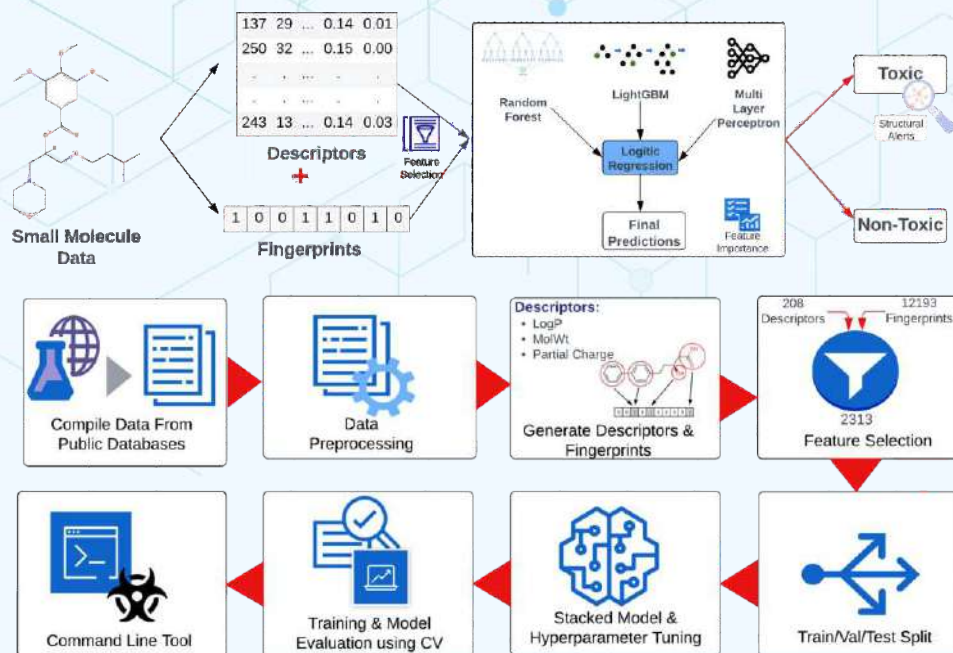 137 29 ... 0.14 0.01
250 32 ... 0.15 0.00
. . ... . .
. . ... . .
243 13 ... 0.14 0.03
Descriptors
+
1 0 0 1 1 0 1 0
Fingerprints
Small Molecule
Data
Feature
Selection
Random
Forest
LightGBM
Multi
Layer
Perceptron
Logitic
Regression
Final
Predictions
Feature
Importance
Toxic
Structural
Alerts
Non-Toxic
Compile Data From
Public Databases
Data
Preprocessing
Descriptors:
• LogP
• MolWt
• Partial Charge
Generate Descriptors &
Fingerprints
208
Descriptors
12193
Fingerprints
2313
Feature Selection
Command Line Tool
Training & Model
Evaluation using CV
Stacked Model &
Hyperparameter Tuning
Train/Val/Test Split